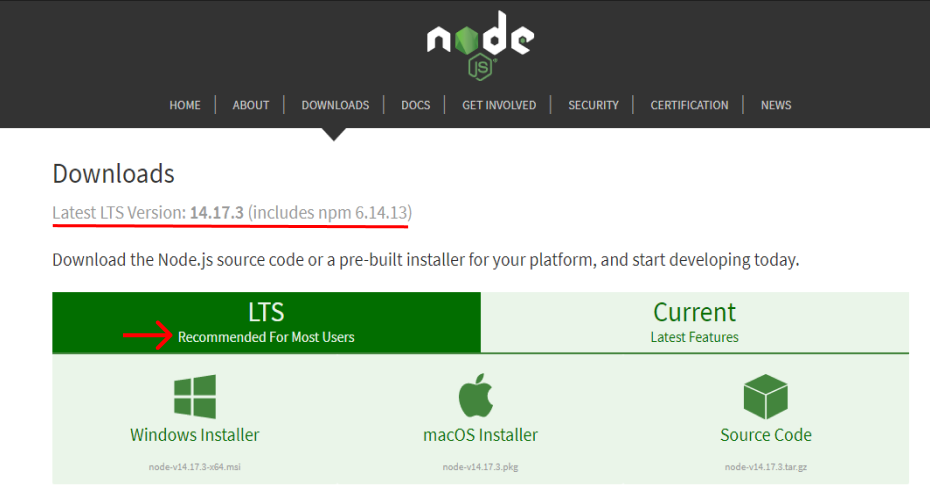 node
JS
HOME ABOUT DOWNLOADS DOCS GET INVOLVED SECURITY CERTIFICATION NEWS
Downloads
Latest LTS Version: 14.17.3 (includes npm 6.14.13)
Download the Node.js source code or a pre-built installer for your platform, and start developing today.
LTS
Recommended For Most Users
Current
Latest Features
Windows Installer
node-v14.17.3-x64.msi
macOS Installer
node-v14.17.3.pkg
Source Code
node-v14.17.3.tar.gz